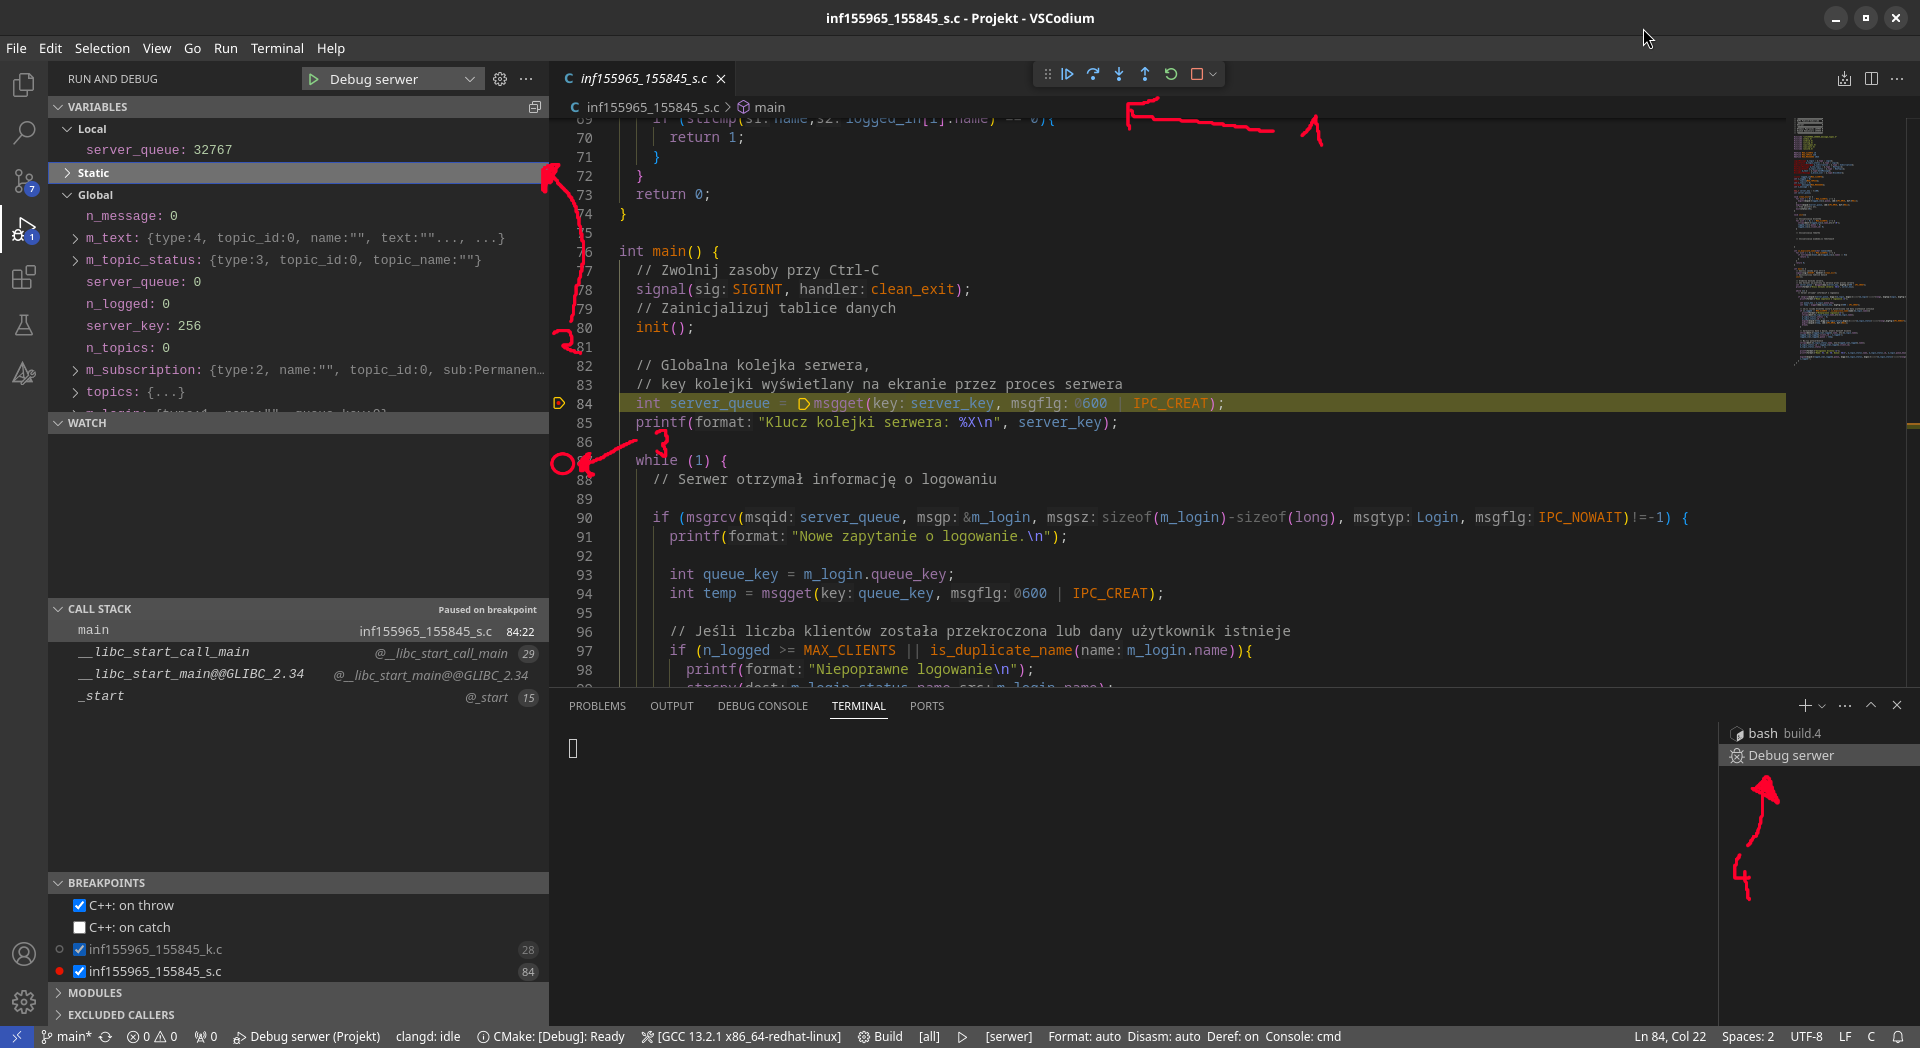 inf155965_155845_s.c - Projekt - VSCodium
File Edit Selection View Go Run Terminal Help
RUN AND DEBUG Debug serwer
VARIABLES
Local
server_queue: 32767
Static
Global
n_message: 0
m_text: {type:4, topic_id:0, name:"", text:""..., ...}
m_topic_status: {type:3, topic_id:0, topic_name:""}
server_queue: 0
n_logged: 0
server_key: 256
n_topics: 0
m_subscription: {type:2, name:"", topic_id:0, sub:Permanen...
topics: {...}
WATCH
CALL STACK Paused on breakpoint
main inf155965_155845_s.c 84:22
__libc_start_call_main @__libc_start_call_main 29
__libc_start_main@@GLIBC_2.34 @__libc_start_main@@GLIBC_2.34
_start @_start 15
BREAKPOINTS
C++: on throw
C++: on catch
inf155965_155845_k.c 28
inf155965_155845_s.c 84
MODULES
EXCLUDED CALLERS
7
1
inf155965_155845_s.c
inf155965_155845_s.c > main
69 if (strcmp(s1:name,s2:logged_in[i].name) == 0){
70 return 1;
71 }
72 }
73 return 0;
74 }
75
76 int main() {
77 // Zwolnij zasoby przy Ctrl-C
78 signal(sig: SIGINT, handler: clean_exit);
79 // Zainicjalizuj tablice danych
80 init();
81
82 // Globalna kolejka serwera,
83 // key kolejki wyświetlany na ekranie przez proces serwera
84 int server_queue = msgget(key: server_key, msgflg: 0600 | IPC_CREAT);
85 printf(format: "Klucz kolejki serwera: %X\n", server_key);
86
87 while (1) {
88 // Serwer otrzymał informację o logowaniu
89
90 if (msgrcv(msqid: server_queue, msgp: &m_login, msgsz: sizeof(m_login)-sizeof(long), msgtyp: Login, msgflg: IPC_NOWAIT)!=-1) {
91 printf(format: "Nowe zapytanie o logowanie.\n");
92
93 int queue_key = m_login.queue_key;
94 int temp = msgget(key: queue_key, msgflg: 0600 | IPC_CREAT);
95
96 // Jeśli liczba klientów została przekroczona lub dany użytkownik istnieje
97 if (n_logged >= MAX_CLIENTS || is_duplicate_name(name: m_login.name)){
98 printf(format: "Niepoprawne logowanie\n");
1
2
3
4
PROBLEMS OUTPUT DEBUG CONSOLE TERMINAL PORTS
bash build.4
Debug serwer
main* 0 0 0 Debug serwer (Projekt) clangd: idle CMake: [Debug]: Ready [GCC 13.2.1 x86_64-redhat-linux] Build [all] [serwer] Format: auto Disasm: auto Deref: on Console: cmd Ln 84, Col 22 Spaces: 2 UTF-8 LF C